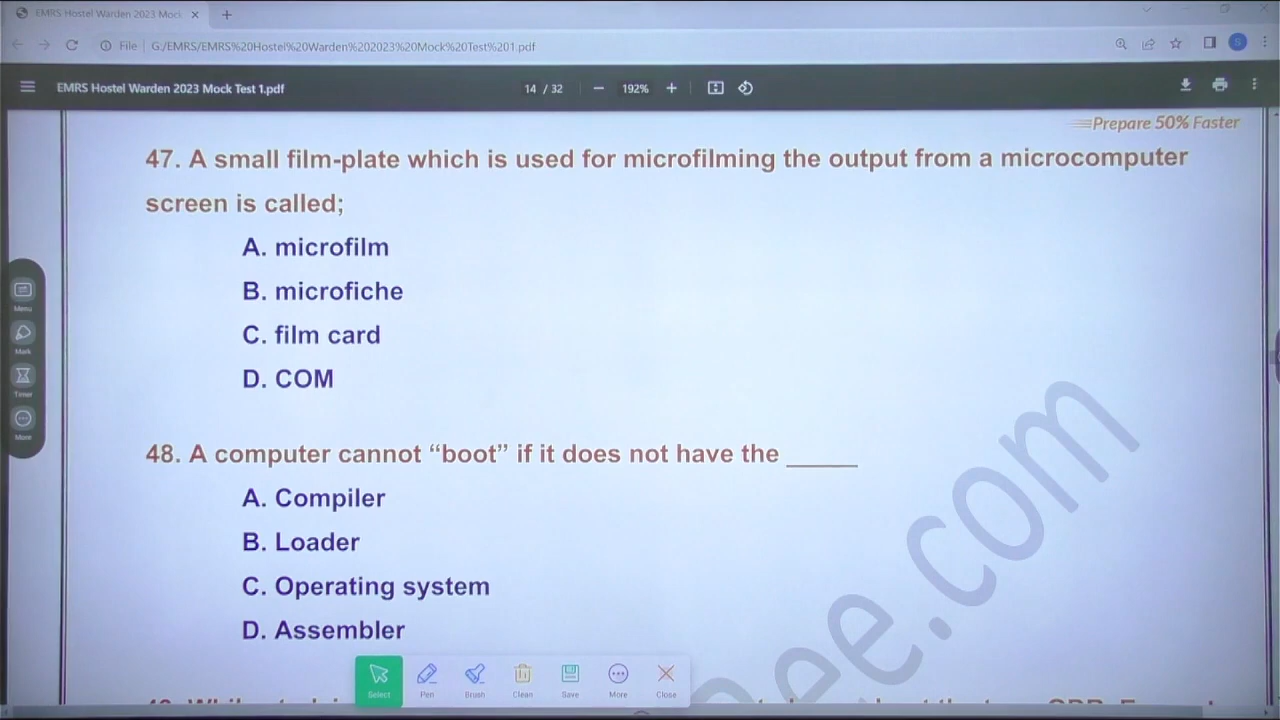 EMRS Hostel Warden 2023 Mock
File G:/EMRS/EMRS%20Hostel%20Warden%202023%20Mock%20Test%201.pdf
S
EMRS Hostel Warden 2023 Mock Test 1.pdf 14 / 32 192%
Prepare 50% Faster
47. A small film-plate which is used for microfilming the output from a microcomputer
screen is called;
A. microfilm
B. microfiche
C. film card
D. COM
48. A computer cannot “boot” if it does not have the ______
A. Compiler
B. Loader
C. Operating system
D. Assembler
Menu
Mark
Timer
More
ee.com
Select Pen Brush Clean Save More Close